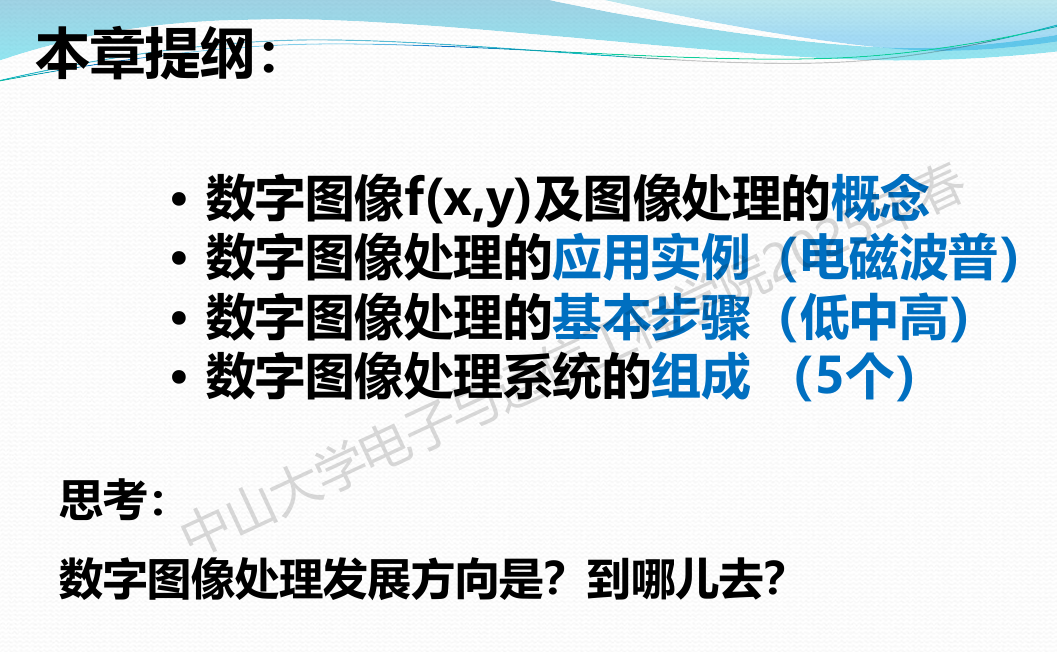 本章提纲：
• 数字图像f(x,y)及图像处理的概念
• 数字图像处理的应用实例（电磁波普）
• 数字图像处理的基本步骤（低中高）
• 数字图像处理系统的组成 （5个）
思考：
数字图像处理发展方向是？到哪儿去？
中山大学电子与通信工程学院2025年春